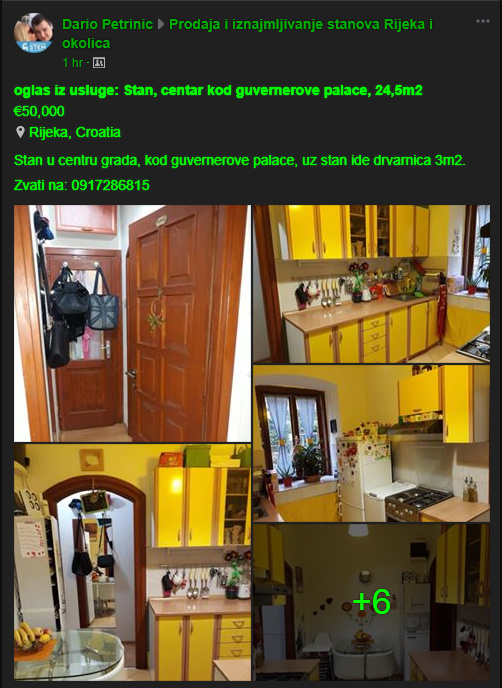 Dario Petrinic ▶ Prodaja i iznajmljivanje stanova Rijeka i
okolica
1 hr ·
oglas iz usluge: Stan, centar kod guvernerove palace, 24,5m2
€50,000
Rijeka, Croatia
Stan u centru grada, kod guvernerove palace, uz stan ide drvarnica 3m2.
Zvati na: 0917286815
+6